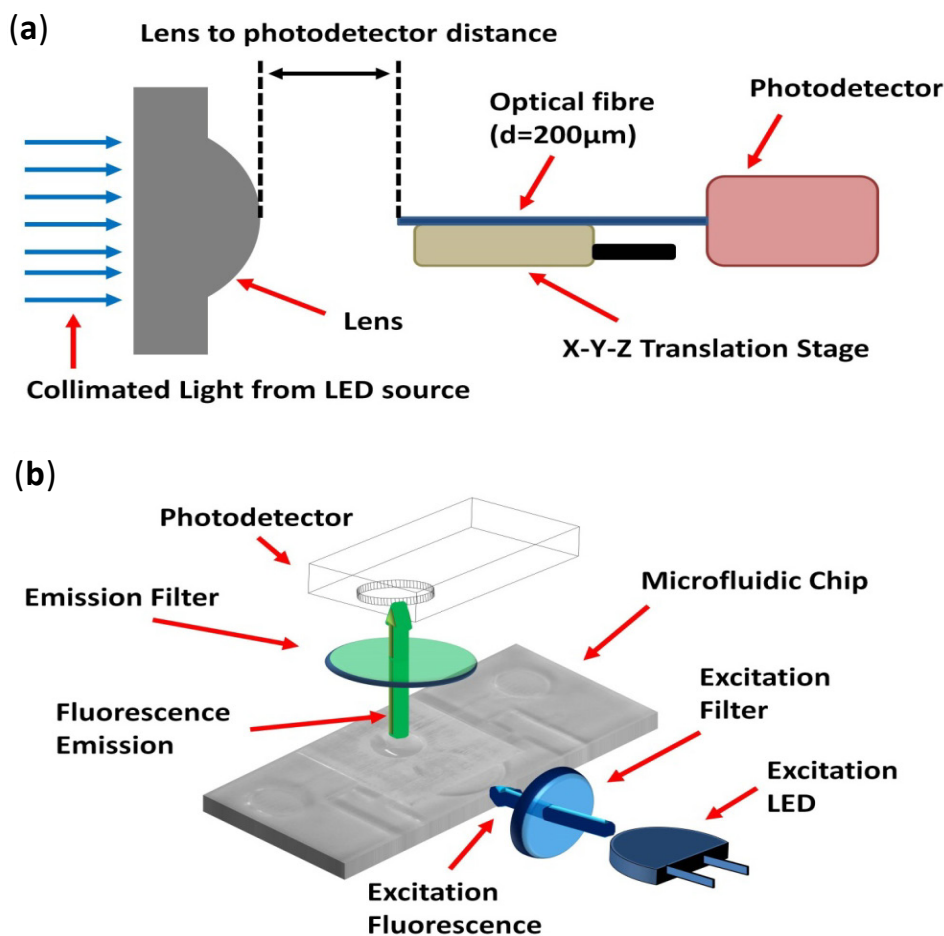 (a)
Lens to photodetector distance
Optical fibre
(d=200µm)
Photodetector
Lens
X-Y-Z Translation Stage
Collimated Light from LED source
(b)
Photodetector
Emission Filter
Microfluidic Chip
Excitation
Filter
Fluorescence
Emission
Excitation
LED
Excitation
Fluorescence